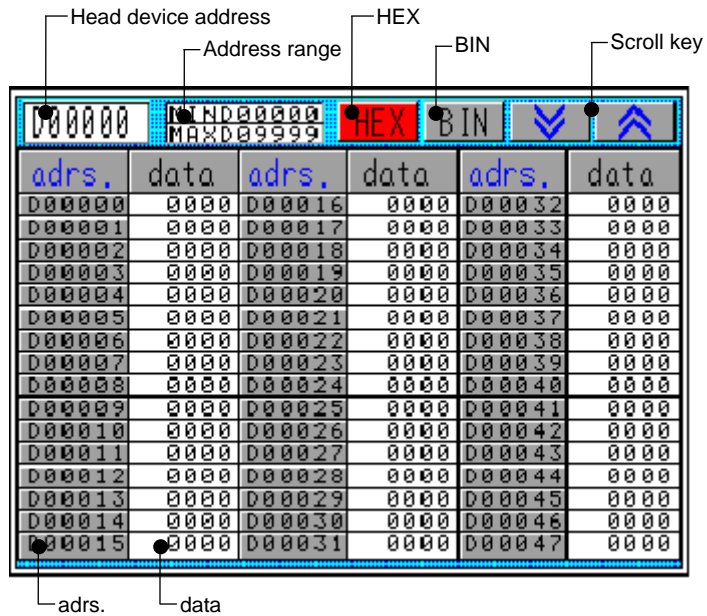 Head device address
HEX
Address range
BIN
Scroll key
D00000 MIND00000 HEX BIN
MAXD09999
adrs. data adrs. data adrs. data
D00000 0000 D00016 0000 D00032 0000
D00001 0000 D00017 0000 D00033 0000
D00002 0000 D00018 0000 D00034 0000
D00003 0000 D00019 0000 D00035 0000
D00004 0000 D00020 0000 D00036 0000
D00005 0000 D00021 0000 D00037 0000
D00006 0000 D00022 0000 D00038 0000
D00007 0000 D00023 0000 D00039 0000
D00008 0000 D00024 0000 D00040 0000
D00009 0000 D00025 0000 D00041 0000
D00010 0000 D00026 0000 D00042 0000
D00011 0000 D00027 0000 D00043 0000
D00012 0000 D00028 0000 D00044 0000
D00013 0000 D00029 0000 D00045 0000
D00014 0000 D00030 0000 D00046 0000
D00015 0000 D00031 0000 D00047 0000
adrs. data